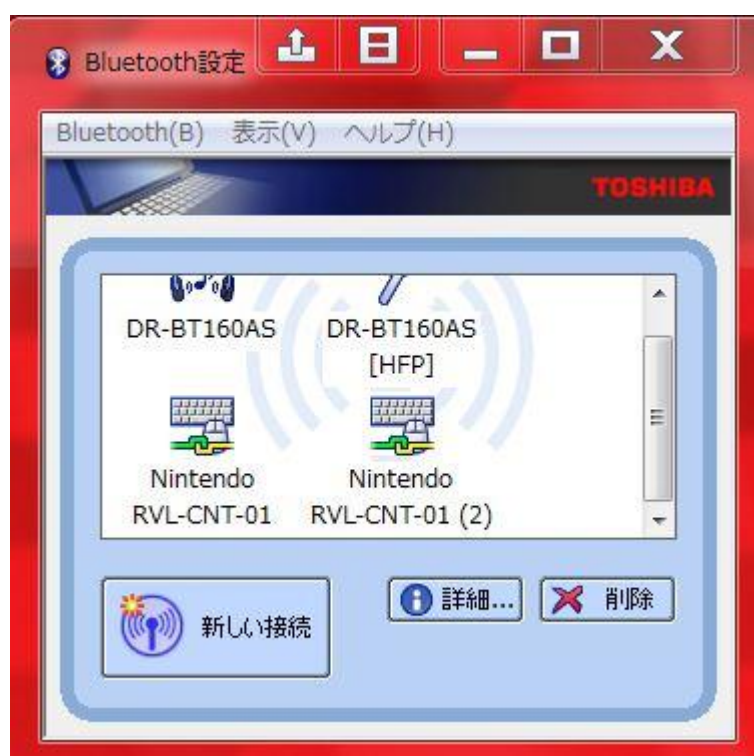 Bluetooth設定
Bluetooth(B) 表示(V) ヘルプ(H)
TOSHIBA
DR-BT160AS DR-BT160AS
[HFP]
Nintendo Nintendo
RVL-CNT-01 RVL-CNT-01 (2)
新しい接続 詳細... 削除